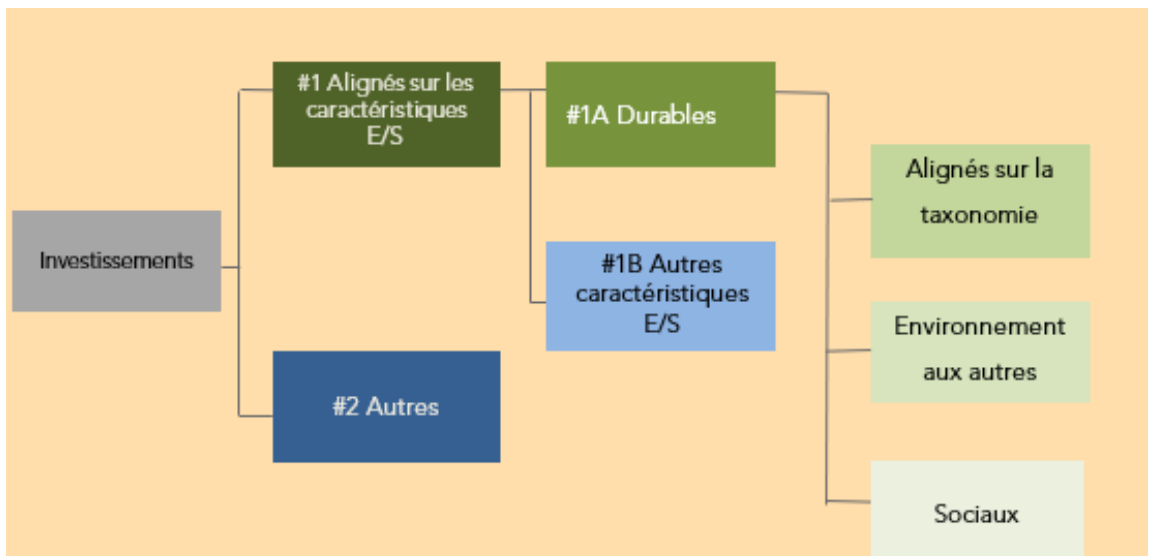 #1 Alignés sur les
caractéristiques
E/S
#1A Durables
Alignés sur la
taxonomie
Investissements
#1B Autres
caractéristiques
E/S
Environnement
aux autres
#2 Autres
Sociaux